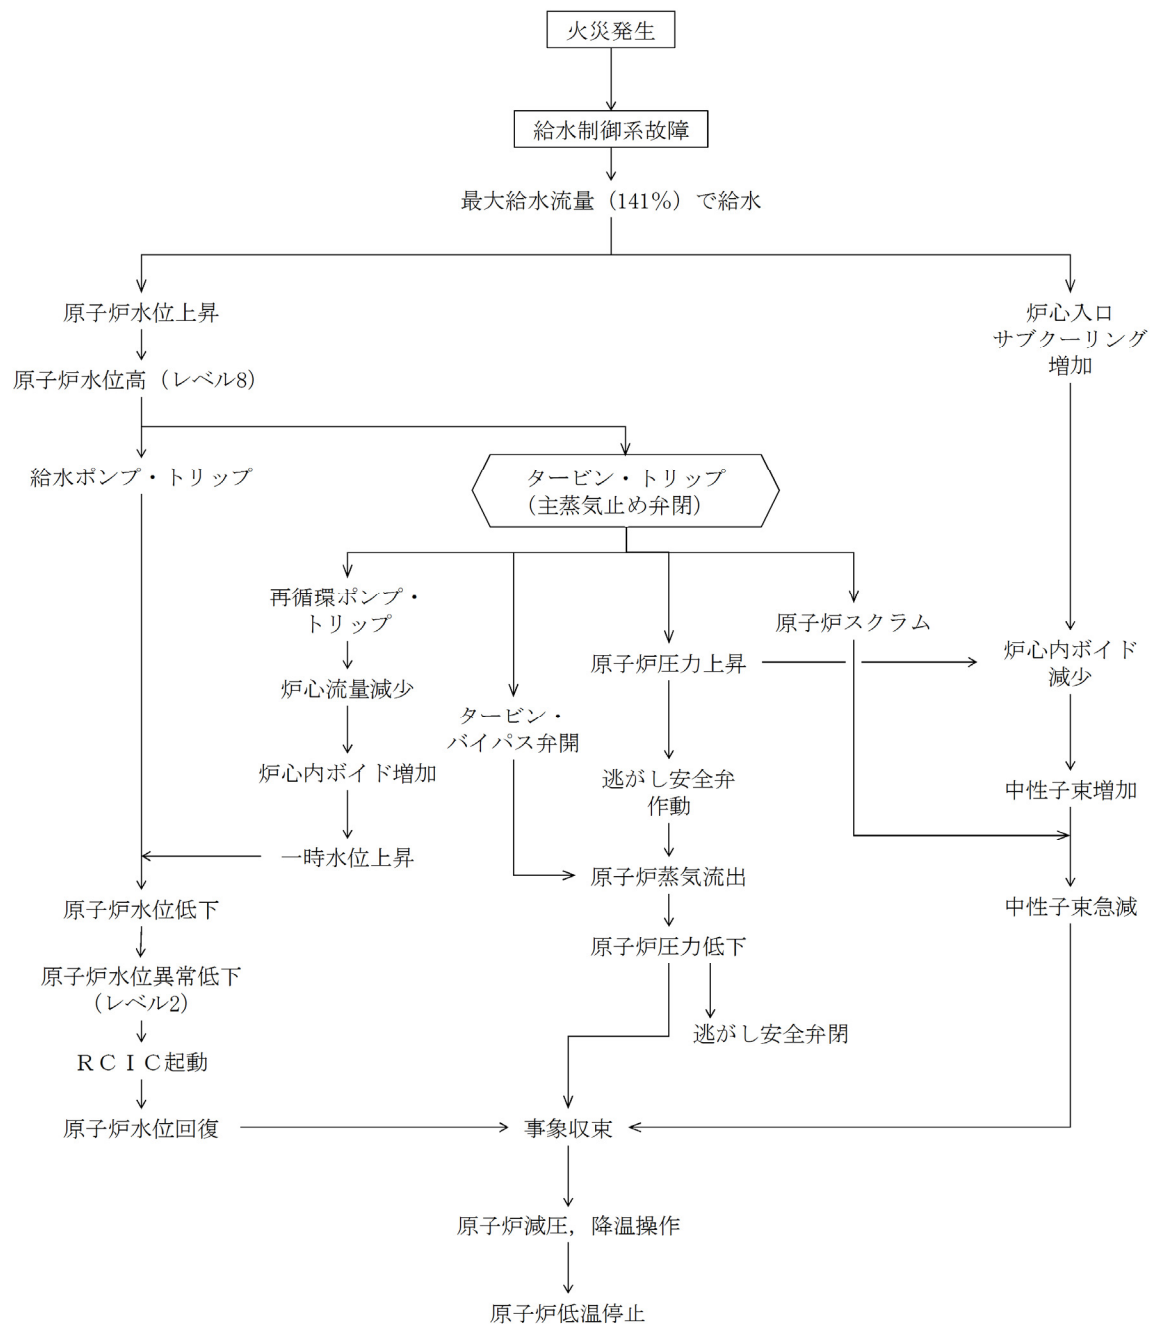 火災発生
給水制御系故障
最大給水流量（141％）で給水
原子炉水位上昇
炉心入口
サブクーリング
増加
原子炉水位高（レベル8）
給水ポンプ・トリップ
タービン・トリップ
（主蒸気止め弁閉）
再循環ポンプ・
トリップ
原子炉スクラム
原子炉圧力上昇
炉心内ボイド
減少
炉心流量減少
タービン・
バイパス弁開
炉心内ボイド増加
逃がし安全弁
作動
中性子束増加
一時水位上昇
原子炉蒸気流出
原子炉水位低下
中性子束急減
原子炉圧力低下
原子炉水位異常低下
（レベル2）
逃がし安全弁閉
ＲＣＩＣ起動
原子炉水位回復
事象収束
原子炉減圧，降温操作
原子炉低温停止